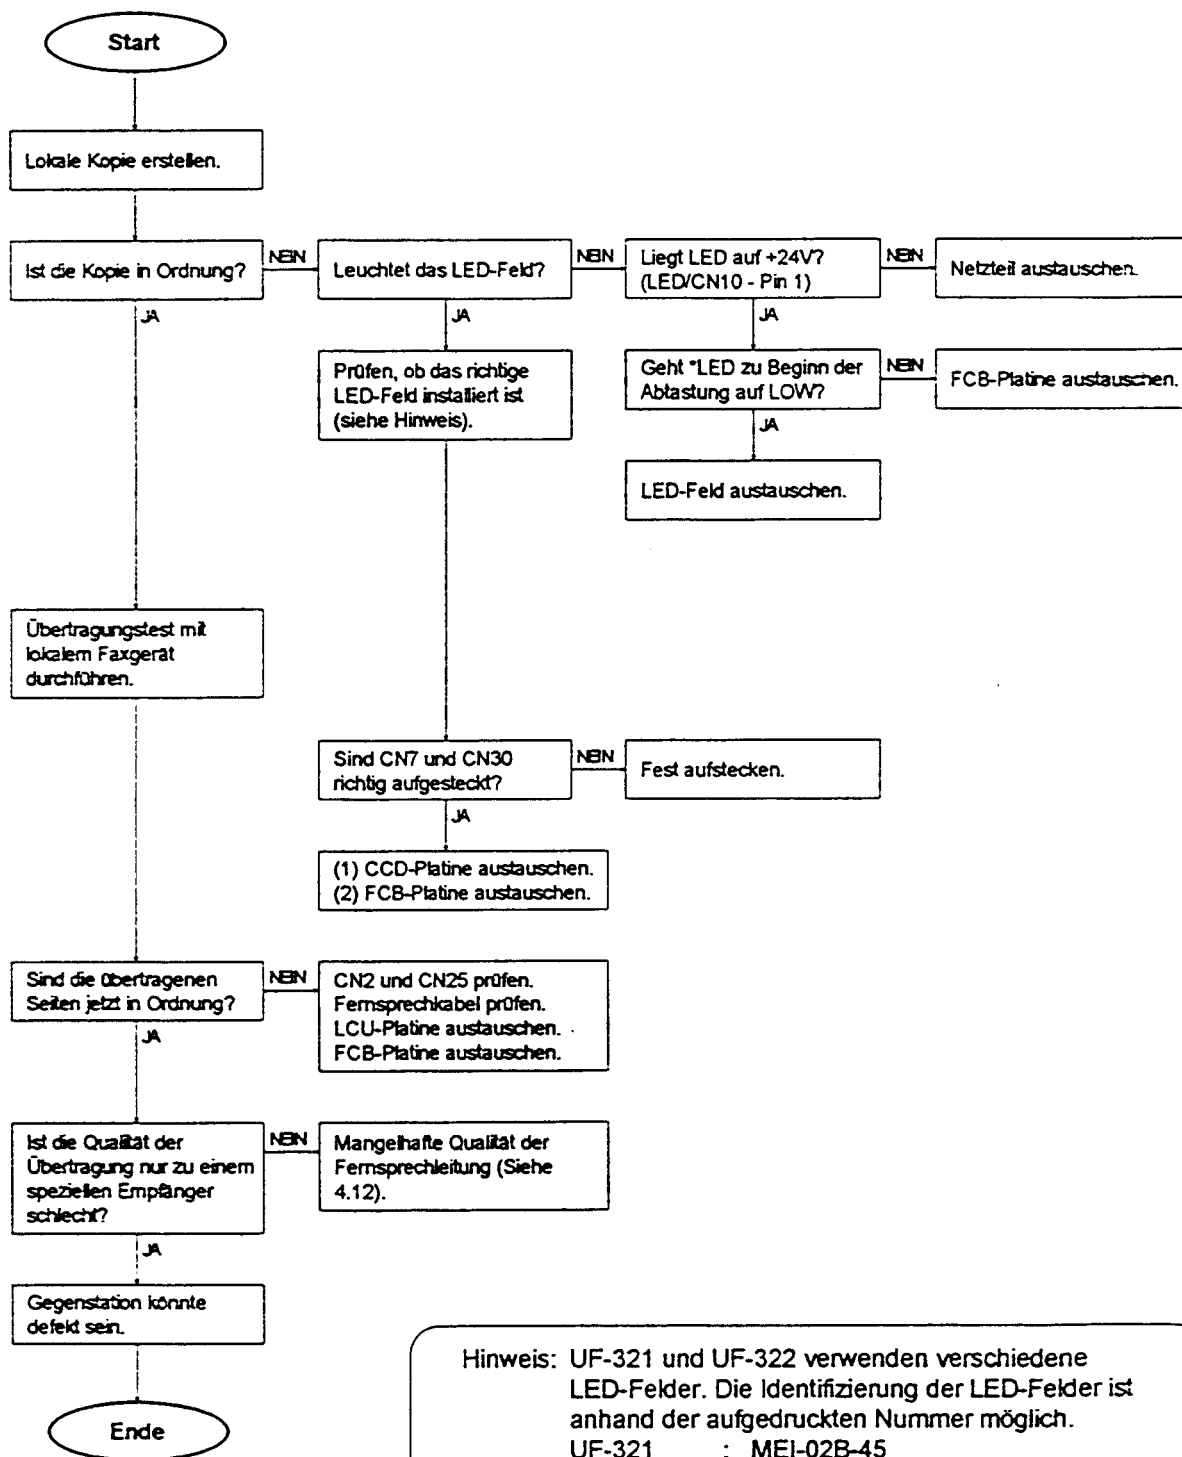 Start
Lokale Kopie erstellen.
Ist die Kopie in Ordnung?
NEIN
Leuchtet das LED-Feld?
NEIN
Liegt LED auf +24V?
(LED/CN10 - Pin 1)
NEIN
Netzteil austauschen.
JA
JA
JA
Prüfen, ob das richtige
LED-Feld installiert ist
(siehe Hinweis).
Geht *LED zu Beginn der
Abtastung auf LOW?
NEIN
FCB-Platine austauschen.
JA
LED-Feld austauschen.
Übertragungstest mit
lokalem Faxgerät
durchführen.
Sind CN7 und CN30
richtig aufgesteckt?
NEIN
Fest aufstecken.
JA
(1) CCD-Platine austauschen.
(2) FCB-Platine austauschen.
Sind die übertragenen
Seiten jetzt in Ordnung?
NEIN
CN2 und CN25 prüfen.
Fernsprechkabel prüfen.
LCU-Platine austauschen.
FCB-Platine austauschen.
JA
Ist die Qualität der
Übertragung nur zu einem
speziellen Empfänger
schlecht?
NEIN
Mangelhafte Qualität der
Fernsprechleitung (Siehe
4.12).
JA
Gegenstation könnte
defekt sein.
Ende
Hinweis: UF-321 und UF-322 verwenden verschiedene
LED-Felder. Die Identifizierung der LED-Felder ist
anhand der aufgedruckten Nummer möglich.
UF-321 : MEI-02B-45